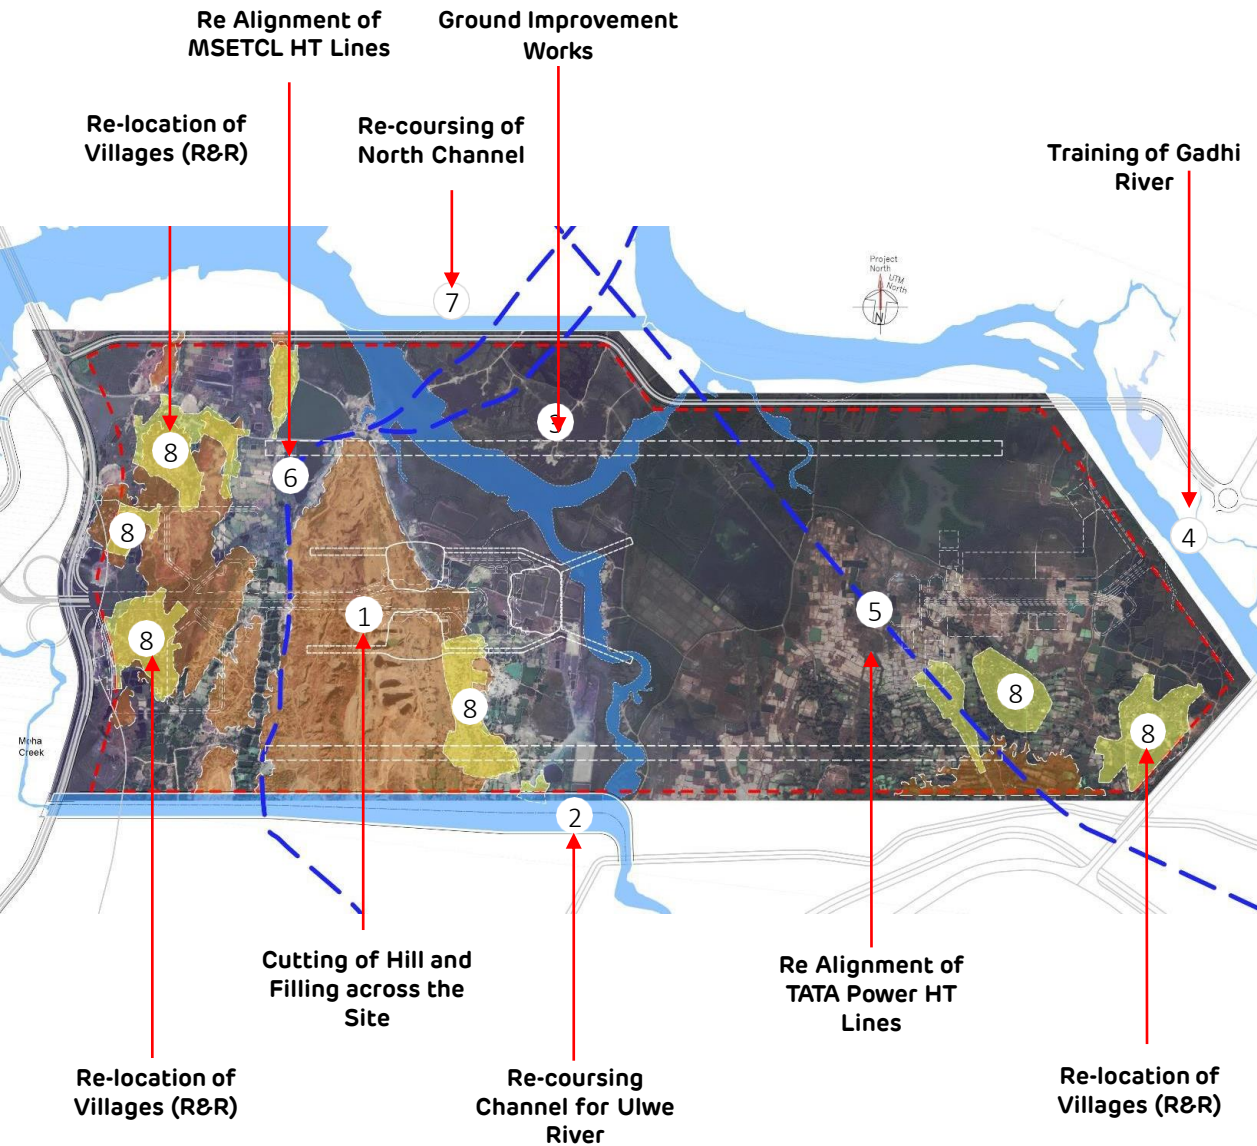 Re Alignment of
MSETCL HT Lines
Ground Improvement
Works
Re-location of
Villages (R&R)
Re-coursing of
North Channel
Training of Gadhi
River
Project
North
UTM
North
N
7
3
8
6
8
4
1
5
8
8
8
8
Moha
Creek
2
Cutting of Hill and
Filling across the
Site
Re Alignment of
TATA Power HT
Lines
Re-location of
Villages (R&R)
Re-coursing
Channel for Ulwe
River
Re-location of
Villages (R&R)